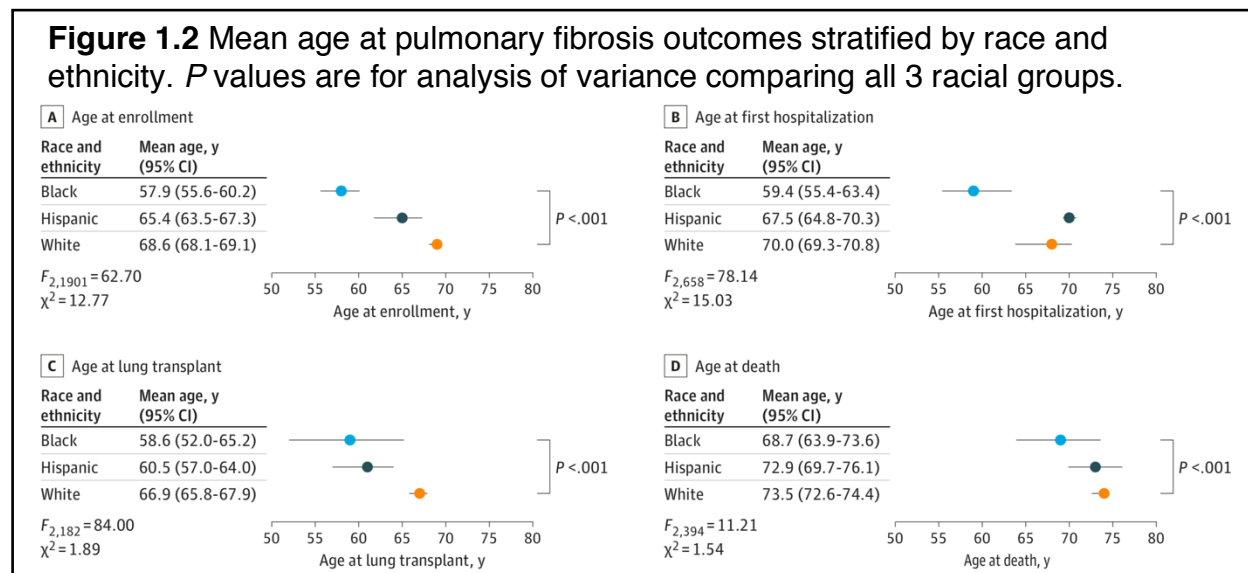 Figure 1.2 Mean age at pulmonary fibrosis outcomes stratified by race and
ethnicity. P values are for analysis of variance comparing all 3 racial groups.
A Age at enrollment
Race and ethnicity Mean age, y (95% CI)
Black 57.9 (55.6-60.2)
Hispanic 65.4 (63.5-67.3)
White 68.6 (68.1-69.1)
P <.001
F2,1901=62.70
χ²=12.77
50 55 60 65 70 75 80
Age at enrollment, y
B Age at first hospitalization
Race and ethnicity Mean age, y (95% CI)
Black 59.4 (55.4-63.4)
Hispanic 67.5 (64.8-70.3)
White 70.0 (69.3-70.8)
P <.001
F2,658=78.14
χ²=15.03
50 55 60 65 70 75 80
Age at first hospitalization, y
C Age at lung transplant
Race and ethnicity Mean age, y (95% CI)
Black 58.6 (52.0-65.2)
Hispanic 60.5 (57.0-64.0)
White 66.9 (65.8-67.9)
P <.001
F2,182=84.00
χ²=1.89
50 55 60 65 70 75 80
Age at lung transplant, y
D Age at death
Race and ethnicity Mean age, y (95% CI)
Black 68.7 (63.9-73.6)
Hispanic 72.9 (69.7-76.1)
White 73.5 (72.6-74.4)
P <.001
F2,394=11.21
χ²=1.54
50 55 60 65 70 75 80
Age at death, y